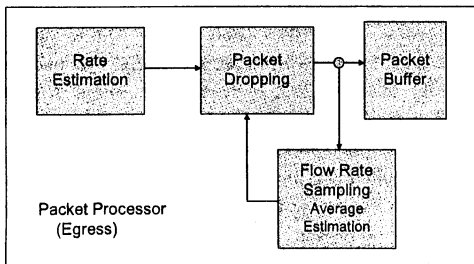 Rate
Estimation
Packet
Dropping
Packet
Buffer
Flow Rate
Sampling
Average
Estimation
Packet Processor
(Egress)